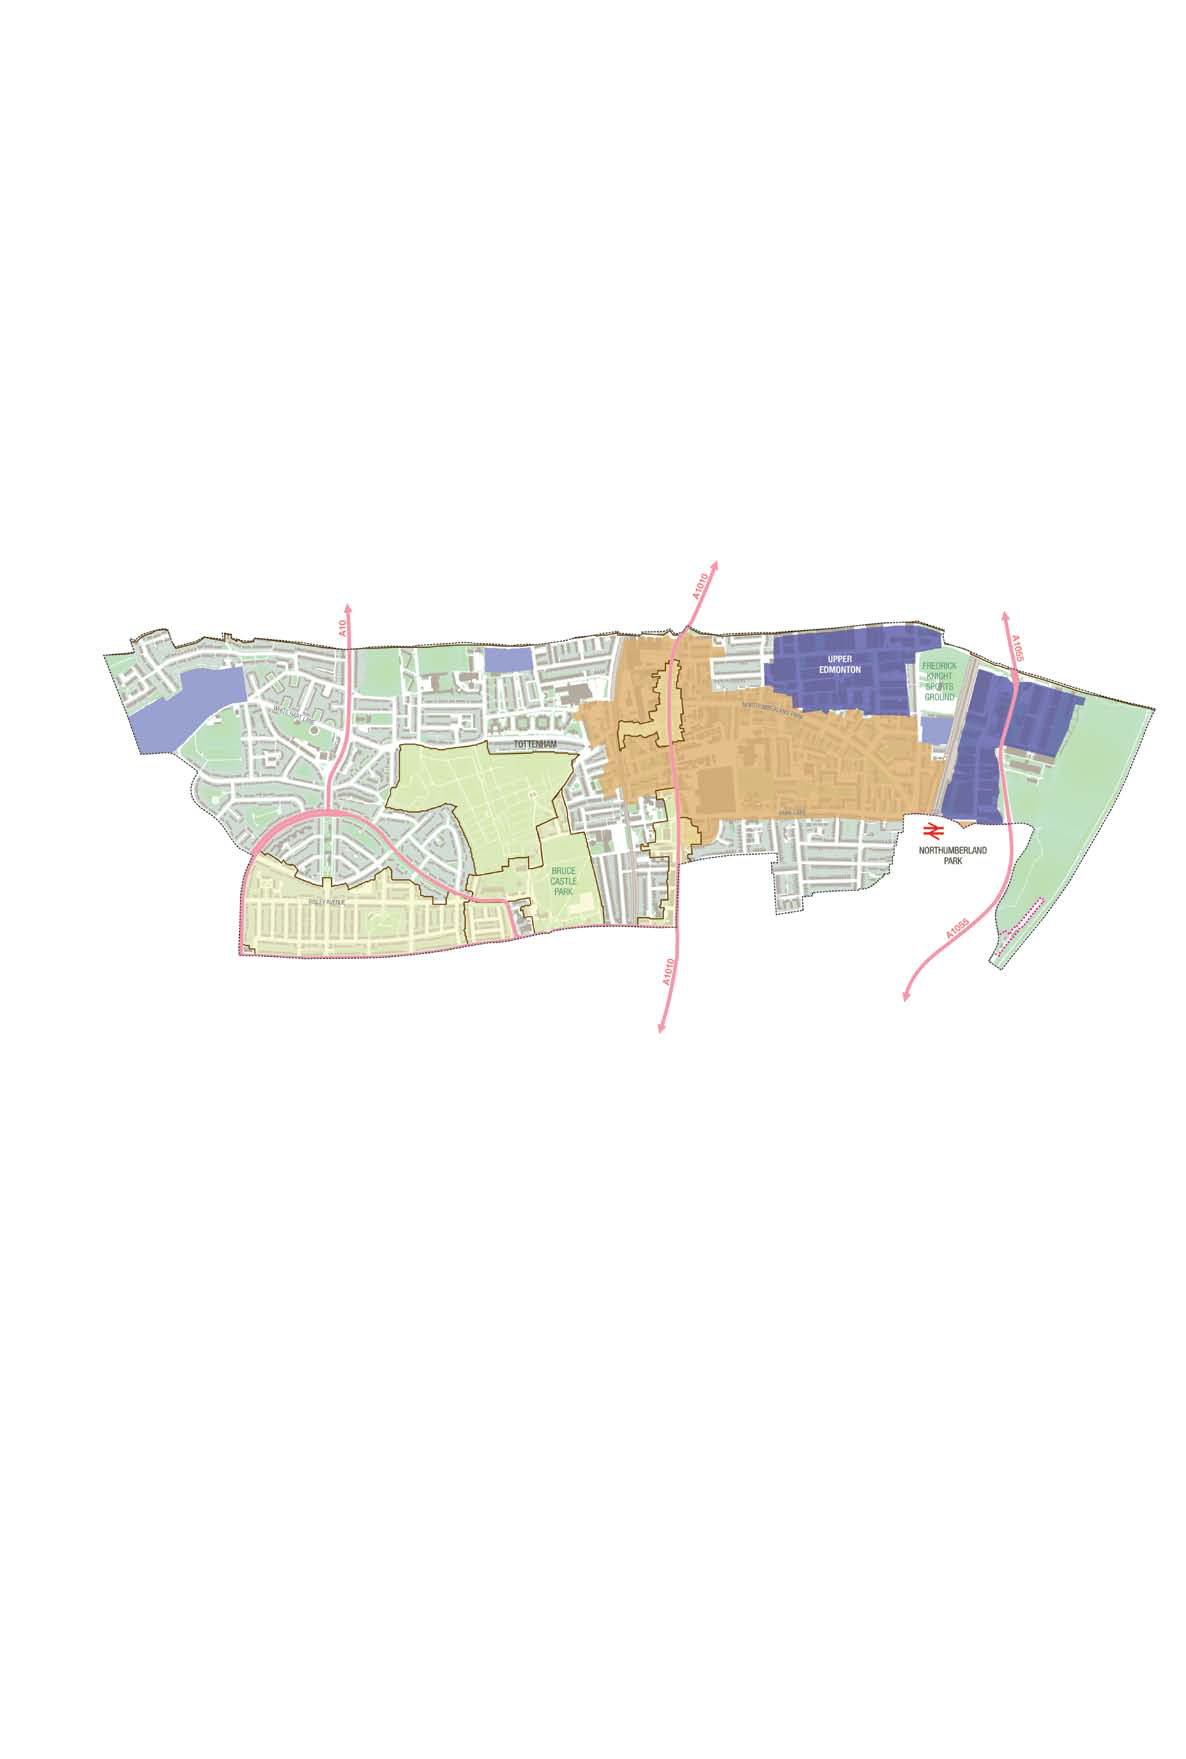 A1010
A10
A1055
UPPER
EDMONTON
FREDRICK
KNIGHT
SPORTS
GROUND
WHITE HART LANE
NORTHUMBERLAND PARK
TOTTENHAM
PARK LANE
NORTHUMBERLAND
PARK
BRUCE
CASTLE
PARK
RISLEY AVENUE
A1055
A1010